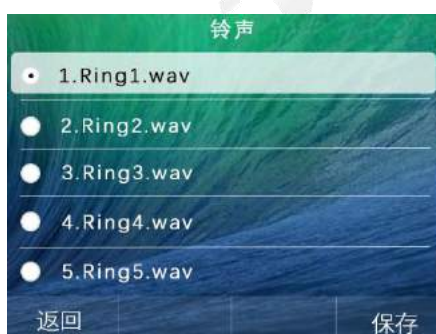 铃声
1.Ring1.wav
2.Ring2.wav
3.Ring3.wav
4.Ring4.wav
5.Ring5.wav
返回 保存